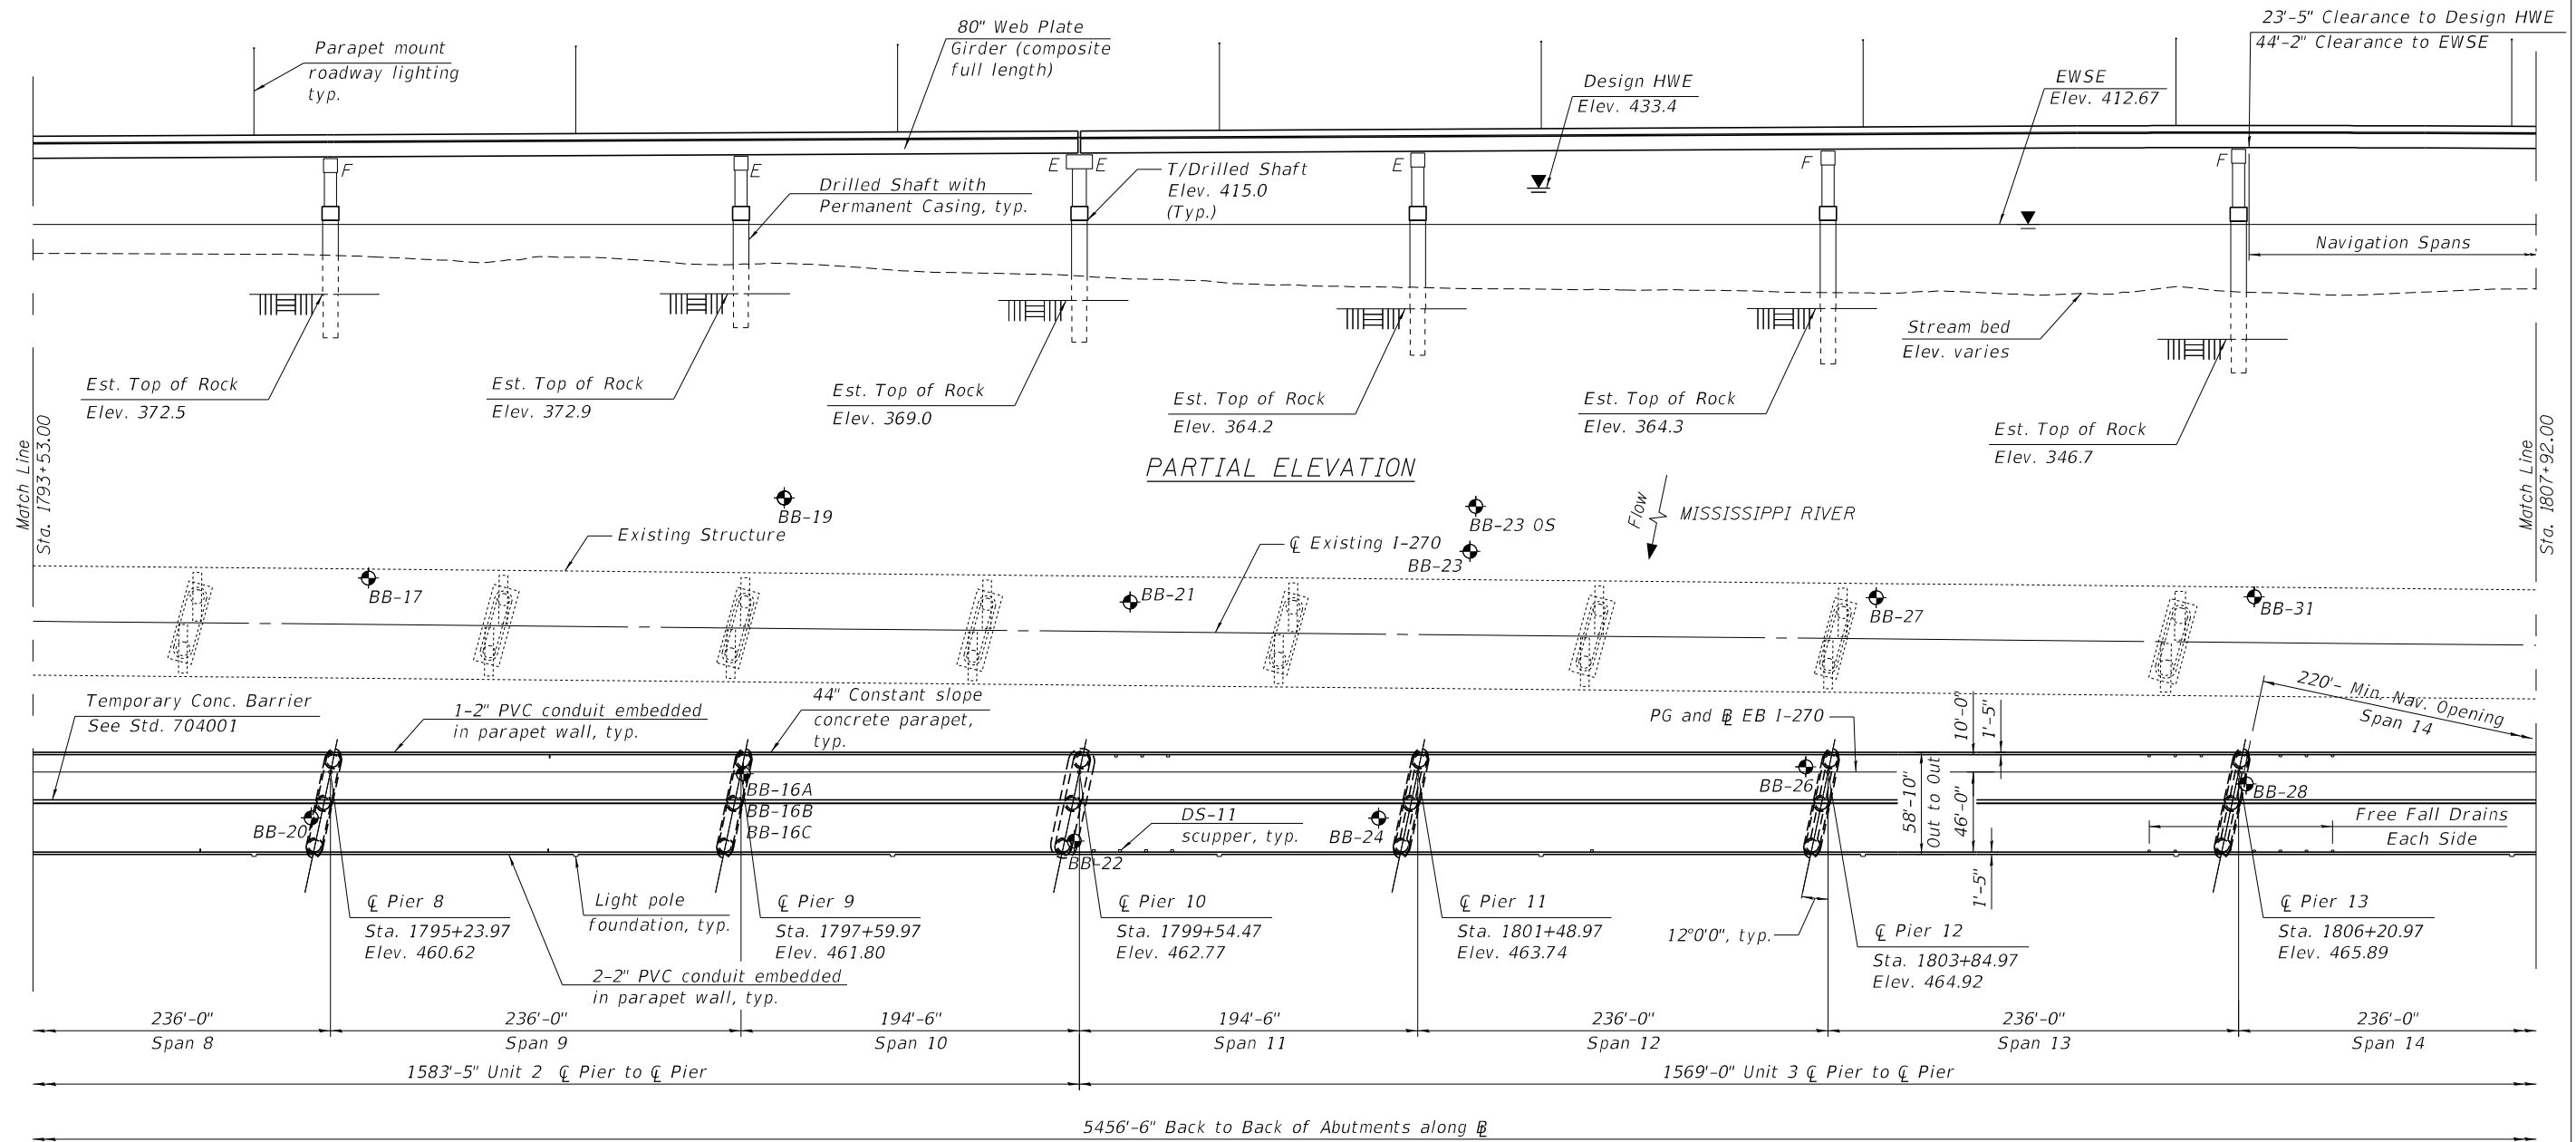 80" Web Plate
Girder (composite
full length)
Parapet mount
roadway lighting
typ.
23'-5" Clearance to Design HWE
44'-2" Clearance to EWSE
Design HWE
Elev. 433.4
EWSE
Elev. 412.67
F
E
E
E
E
F
F
T/Drilled Shaft
Elev. 415.0
(Typ.)
Drilled Shaft with
Permanent Casing, typ.
Navigation Spans
Stream bed
Elev. varies
Est. Top of Rock
Elev. 372.5
Est. Top of Rock
Elev. 372.9
Est. Top of Rock
Elev. 369.0
Est. Top of Rock
Elev. 364.2
Est. Top of Rock
Elev. 364.3
Est. Top of Rock
Elev. 346.7
Match Line
Sta. 1793+53.00
Match Line
Sta. 1807+92.00
PARTIAL ELEVATION
BB-19
BB-23 OS
BB-23
Flow
MISSISSIPPI RIVER
Existing Structure
℄ Existing I-270
BB-17
BB-21
BB-27
BB-31
Temporary Conc. Barrier
See Std. 704001
1-2" PVC conduit embedded
in parapet wall, typ.
44" Constant slope
concrete parapet,
typ.
PG and ⅊ EB I-270
10'-0"
1'-5"
220'- Min. Nav. Opening
Span 14
BB-20
BB-16A
BB-16B
BB-16C
BB-22
DS-11
scupper, typ.
BB-24
BB-26
58'-10"
Out to Out
46'-0"
1'-5"
BB-28
Free Fall Drains
Each Side
℄ Pier 8
Sta. 1795+23.97
Elev. 460.62
Light pole
foundation, typ.
℄ Pier 9
Sta. 1797+59.97
Elev. 461.80
℄ Pier 10
Sta. 1799+54.47
Elev. 462.77
℄ Pier 11
Sta. 1801+48.97
Elev. 463.74
12°0'0", typ.
℄ Pier 12
Sta. 1803+84.97
Elev. 464.92
℄ Pier 13
Sta. 1806+20.97
Elev. 465.89
2-2" PVC conduit embedded
in parapet wall, typ.
236'-0"
Span 8
236'-0"
Span 9
194'-6"
Span 10
194'-6"
Span 11
236'-0"
Span 12
236'-0"
Span 13
236'-0"
Span 14
1583'-5" Unit 2 ℄ Pier to ℄ Pier
1569'-0" Unit 3 ℄ Pier to ℄ Pier
5456'-6" Back to Back of Abutments along ⅊